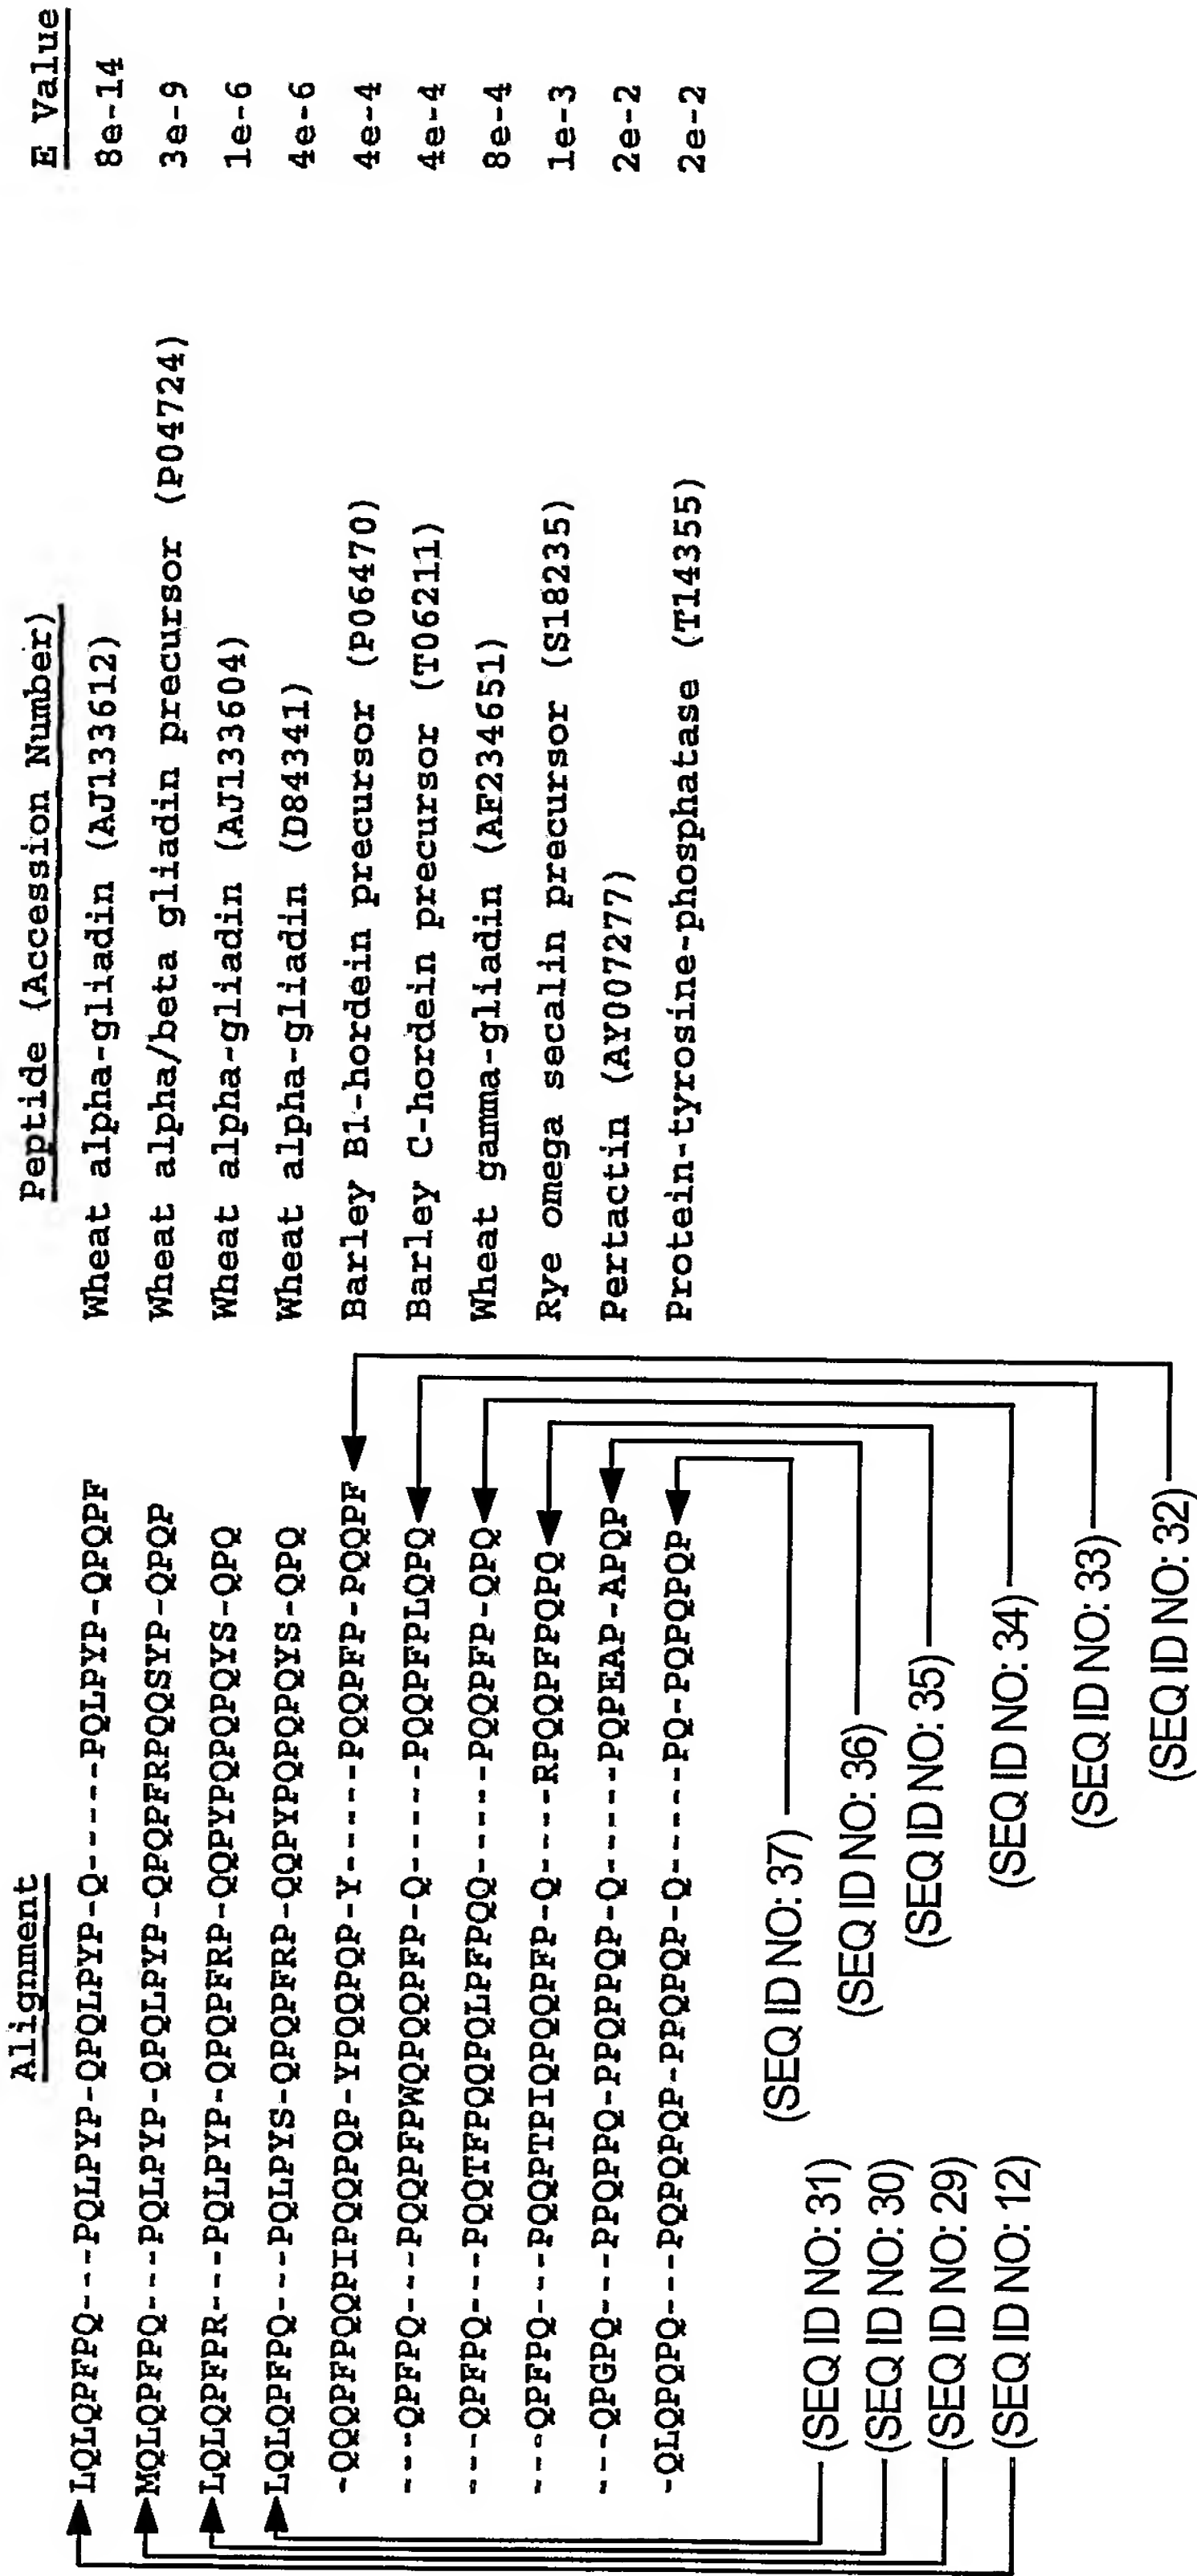 Alignment Peptide (Accession Number) E Value
LQLQPFPQ---PQLPYP-QPQLPYP-Q-----PQLPYP-QPQPF Wheat alpha-gliadin (AJ133612) 8e-14
MQLQPFPQ---PQLPYP-QPQLPYP-QPQPFRPQQSYP-QPQP Wheat alpha/beta gliadin precursor (P04724) 3e-9
LQLQPFPR---PQLPYP-QPQPFRP-QQPYPQPQPQYS-QPQ Wheat alpha-gliadin (AJ133604) 1e-6
LQLQPFPQ---PQLPYS-QPQPFRP-QQPYPQPQPQYS-QPQ Wheat alpha-gliadin (D84341) 4e-6
-QQQPFPQQPIPQQPQP-YPQQPQP-Y-----PQQPFP-PQQPF Barley B1-hordein precursor (P06470) 4e-4
---QPFPQ---PQQPFPWQPQQPFP-Q-----PQQPFPLQPQ Barley C-hordein precursor (T06211) 4e-4
---QPFPQ---PQQTFPQQPQLPFPQQ-----PQQPFP-QPQ Wheat gamma-gliadin (AF234651) 8e-4
---QPFPQ---PQQPTPIQPQQPFP-Q----RPQQPFPQPQ Rye omega secalin precursor (S18235) 1e-3
---QPGPQ---PPQPPQ-PPQPPQP-Q-----PQPEAP-APQP Pertactin (AY007277) 2e-2
-QLQPQPQ---PQPQPQP-PPQPQP-Q-----PQ-PQPQPQP Protein-tyrosine-phosphatase (T14355) 2e-2
(SEQ ID NO: 31) (SEQ ID NO: 37)
(SEQ ID NO: 30) (SEQ ID NO: 36)
(SEQ ID NO: 29) (SEQ ID NO: 35)
(SEQ ID NO: 12) (SEQ ID NO: 34)
(SEQ ID NO: 33)
(SEQ ID NO: 32)